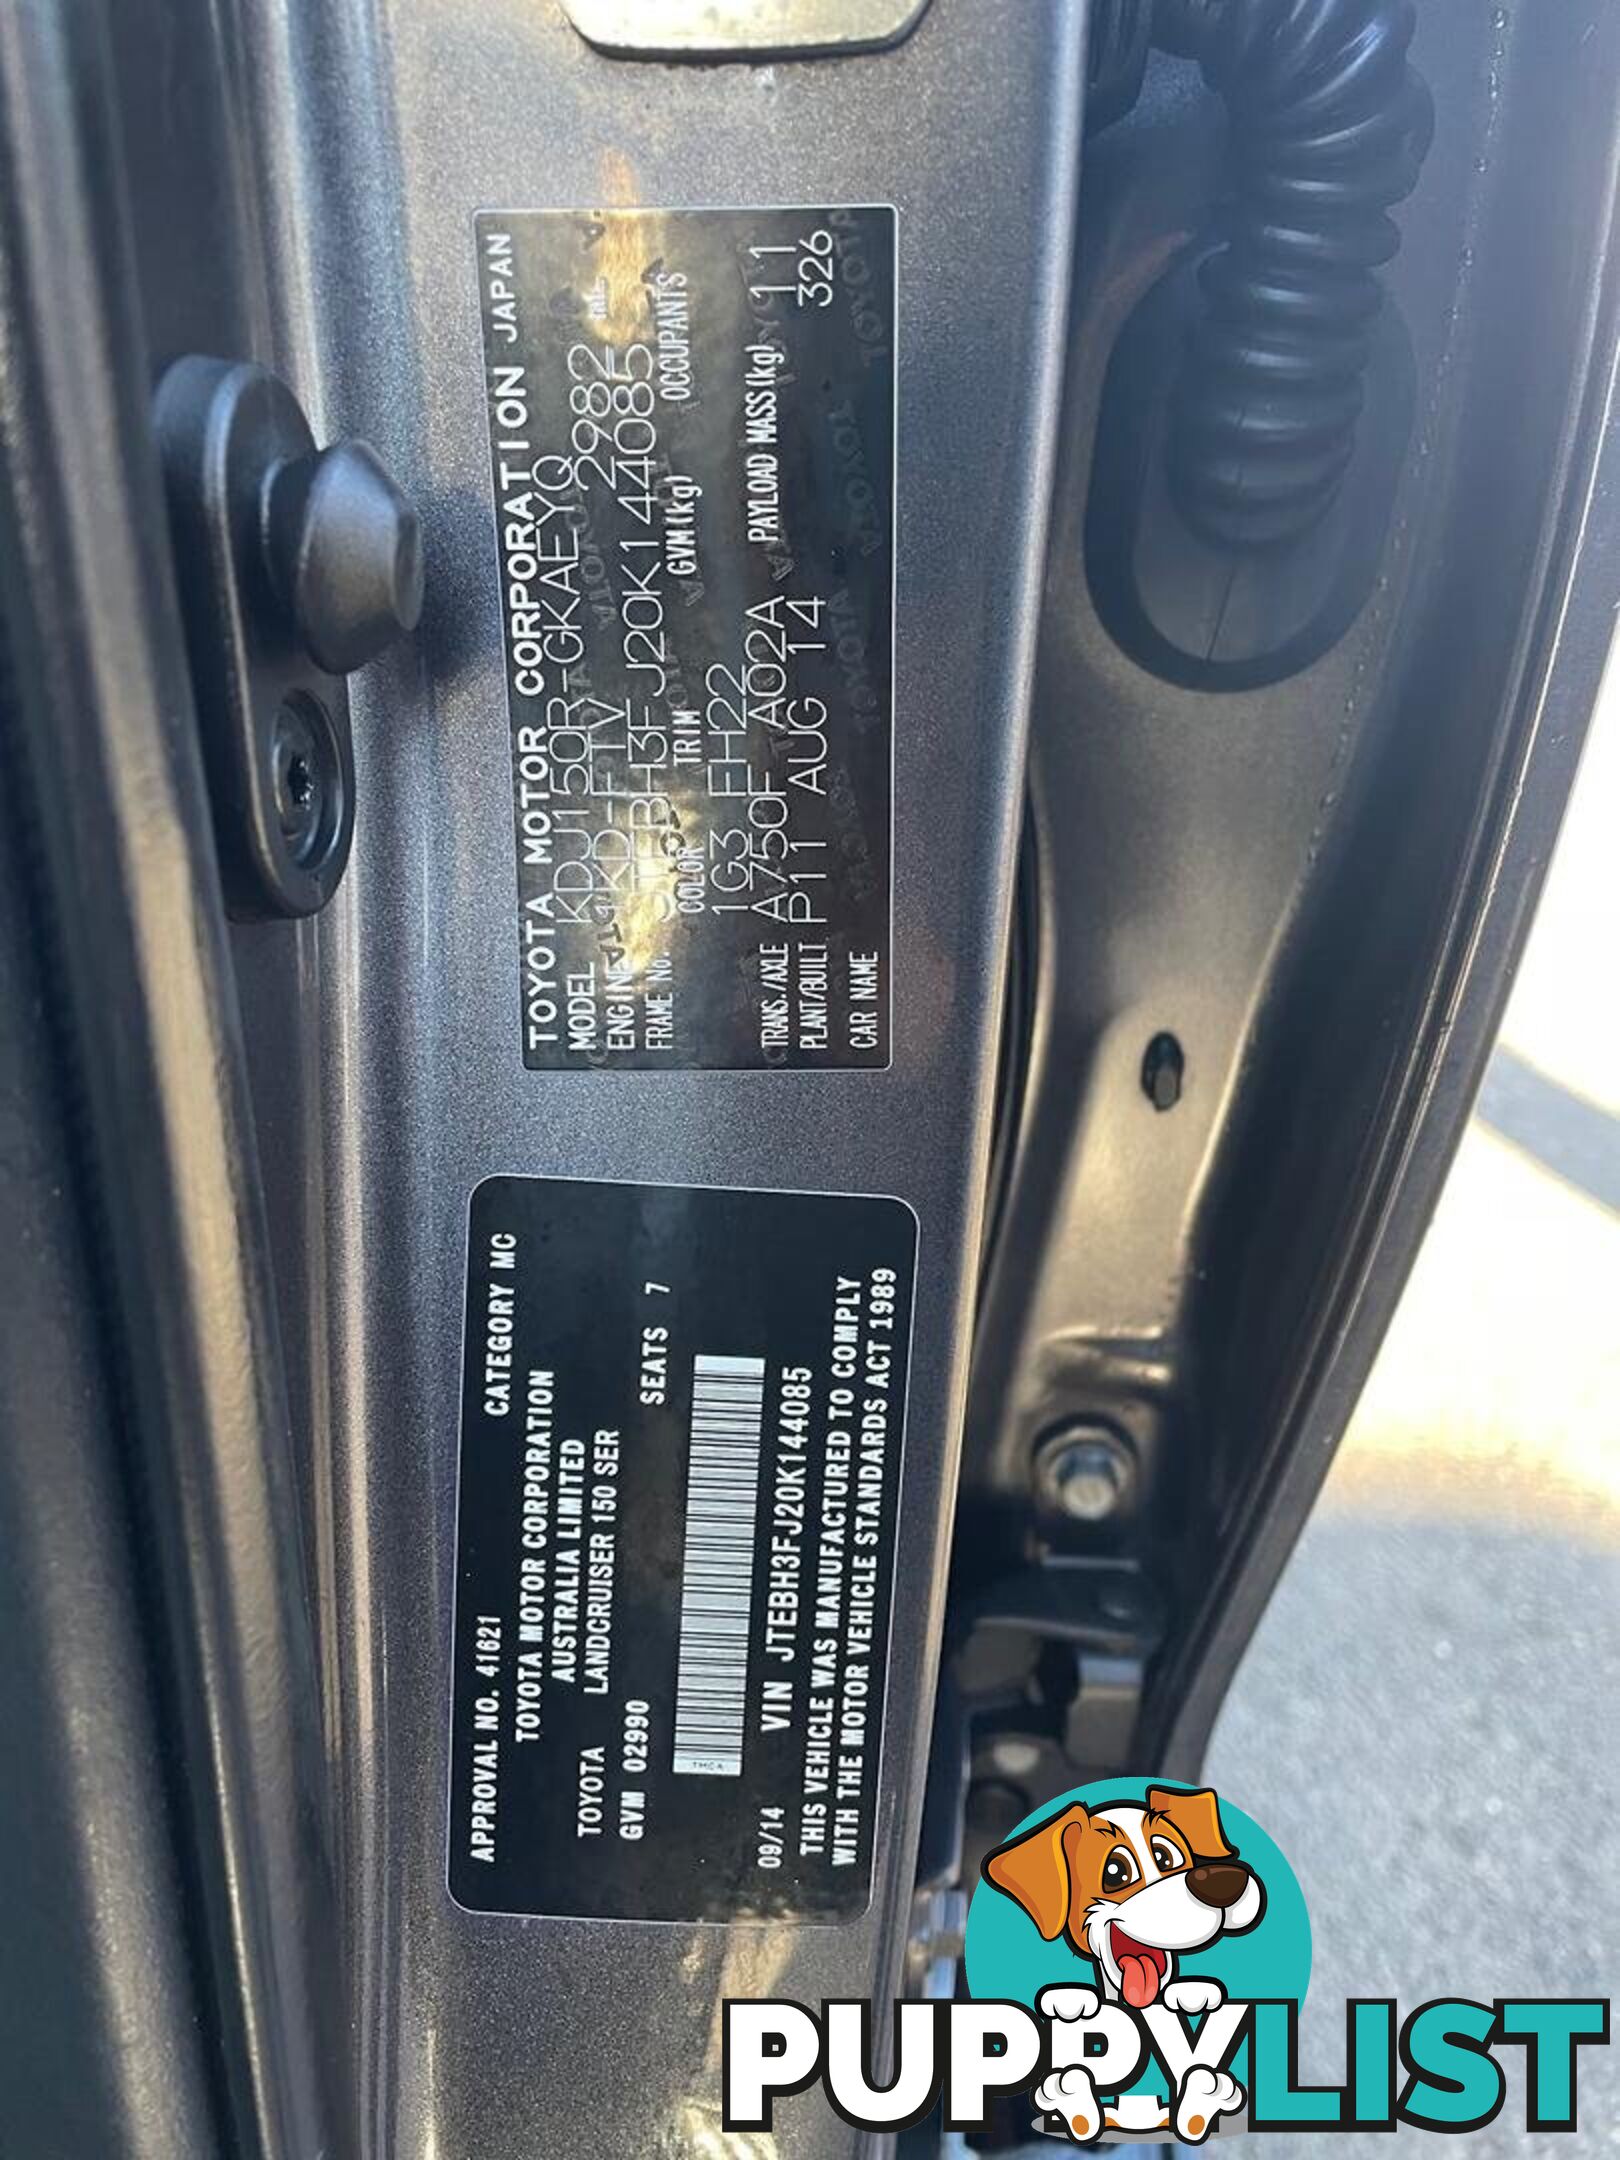 APPROVAL NO. 41621 CATEGORY MC
TOYOTA MOTOR CORPORATION
AUSTRALIA LIMITED
TOYOTA LANDCRUISER 150 SER
GVM 02990 SEATS 7
TMCA
09/14 VIN JTEBH3FJ20K144085
THIS VEHICLE WAS MANUFACTURED TO COMPLY
WITH THE MOTOR VEHICLE STANDARDS ACT 1989
TOYOTA MOTOR CORPORATION JAPAN
MODEL KDJ150R-GKAEYQ
ENGINE 1KD-FTV 2982 mL
FRAME NO. JTEBH3FJ20K144085
COLOR TRIM GVM(kg) OCCUPANTS
1G3 FH22
TRANS./AXLE A750F A02A PAYLOAD MASS(kg) 11
PLANT/BUILT P11 AUG 14 326
CAR NAME
PUPPYLIST